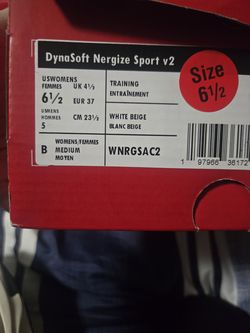 DynaSoft Nergize Sport v2
USWOMENS
FEMMES
6½
UK 4½
EUR 37
USMENS
HOMMES
5
CM 23½
TRAINING
ENTRAÎNEMENT
WHITE BEIGE
BLANC BEIGE
B
WOMENS/FEMMES
MEDIUM
MOYEN
WNRGSAC2
Size
6½
1 97966 36172